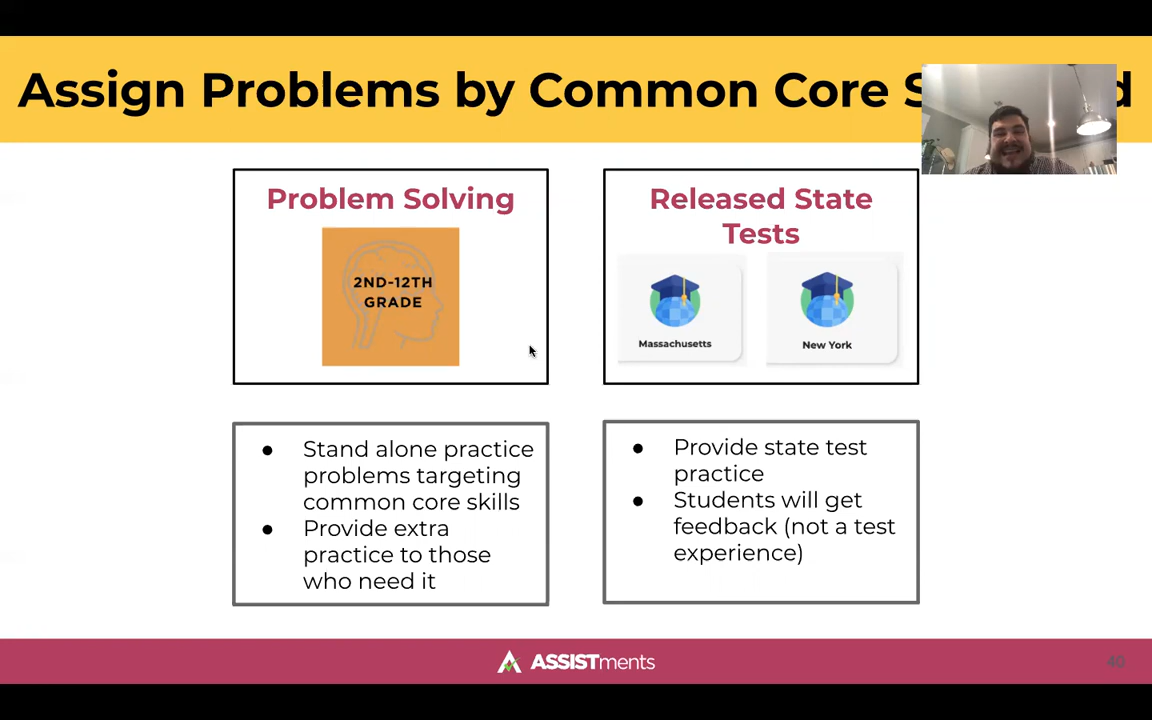 Assign Problems by Common Core
Problem Solving
2ND-12TH
GRADE
Released State
Tests
Massachusetts
New York
● Stand alone practice
problems targeting
common core skills
● Provide extra
practice to those
who need it
● Provide state test
practice
● Students will get
feedback (not a test
experience)
ASSISTments
40